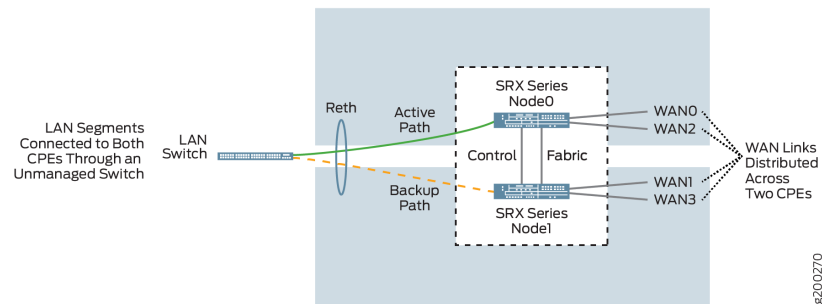 LAN Segments
Connected to Both
CPEs Through an
Unmanaged Switch
LAN
Switch
Reth
Active
Path
Backup
Path
SRX Series
Node0
Control
Fabric
SRX Series
Node1
WAN0
WAN2
WAN1
WAN3
WAN Links
Distributed
Across
Two CPEs
g200270